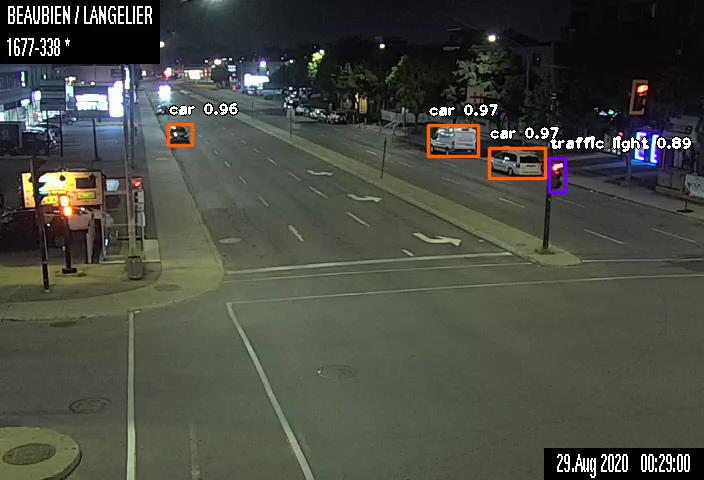 BEAUBIEN / LANGELIER
1677-338 *
car 0.96
car 0.97
car 0.97
traffic light 0.89
29.Aug 2020 00:29:00